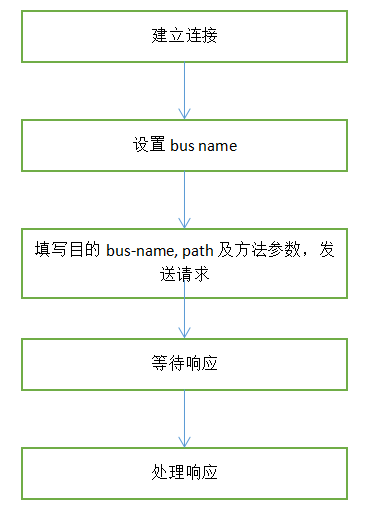 建立连接
设置 bus name
填写目的 bus-name, path 及方法参数，发
送请求
等待响应
处理响应